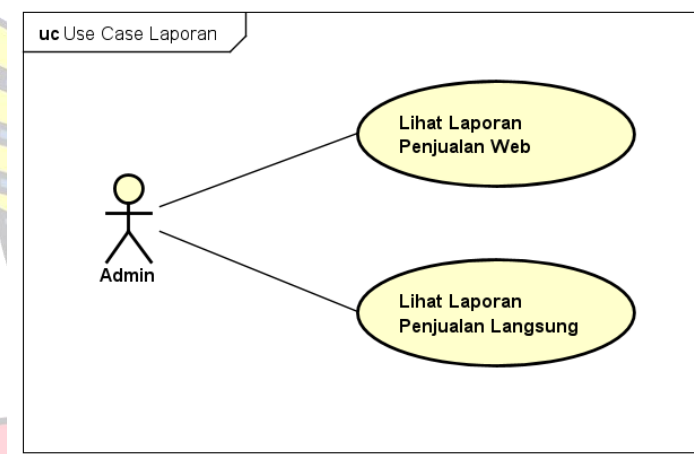 uc Use Case Laporan
Lihat Laporan
Penjualan Web
Admin
Lihat Laporan
Penjualan Langsung